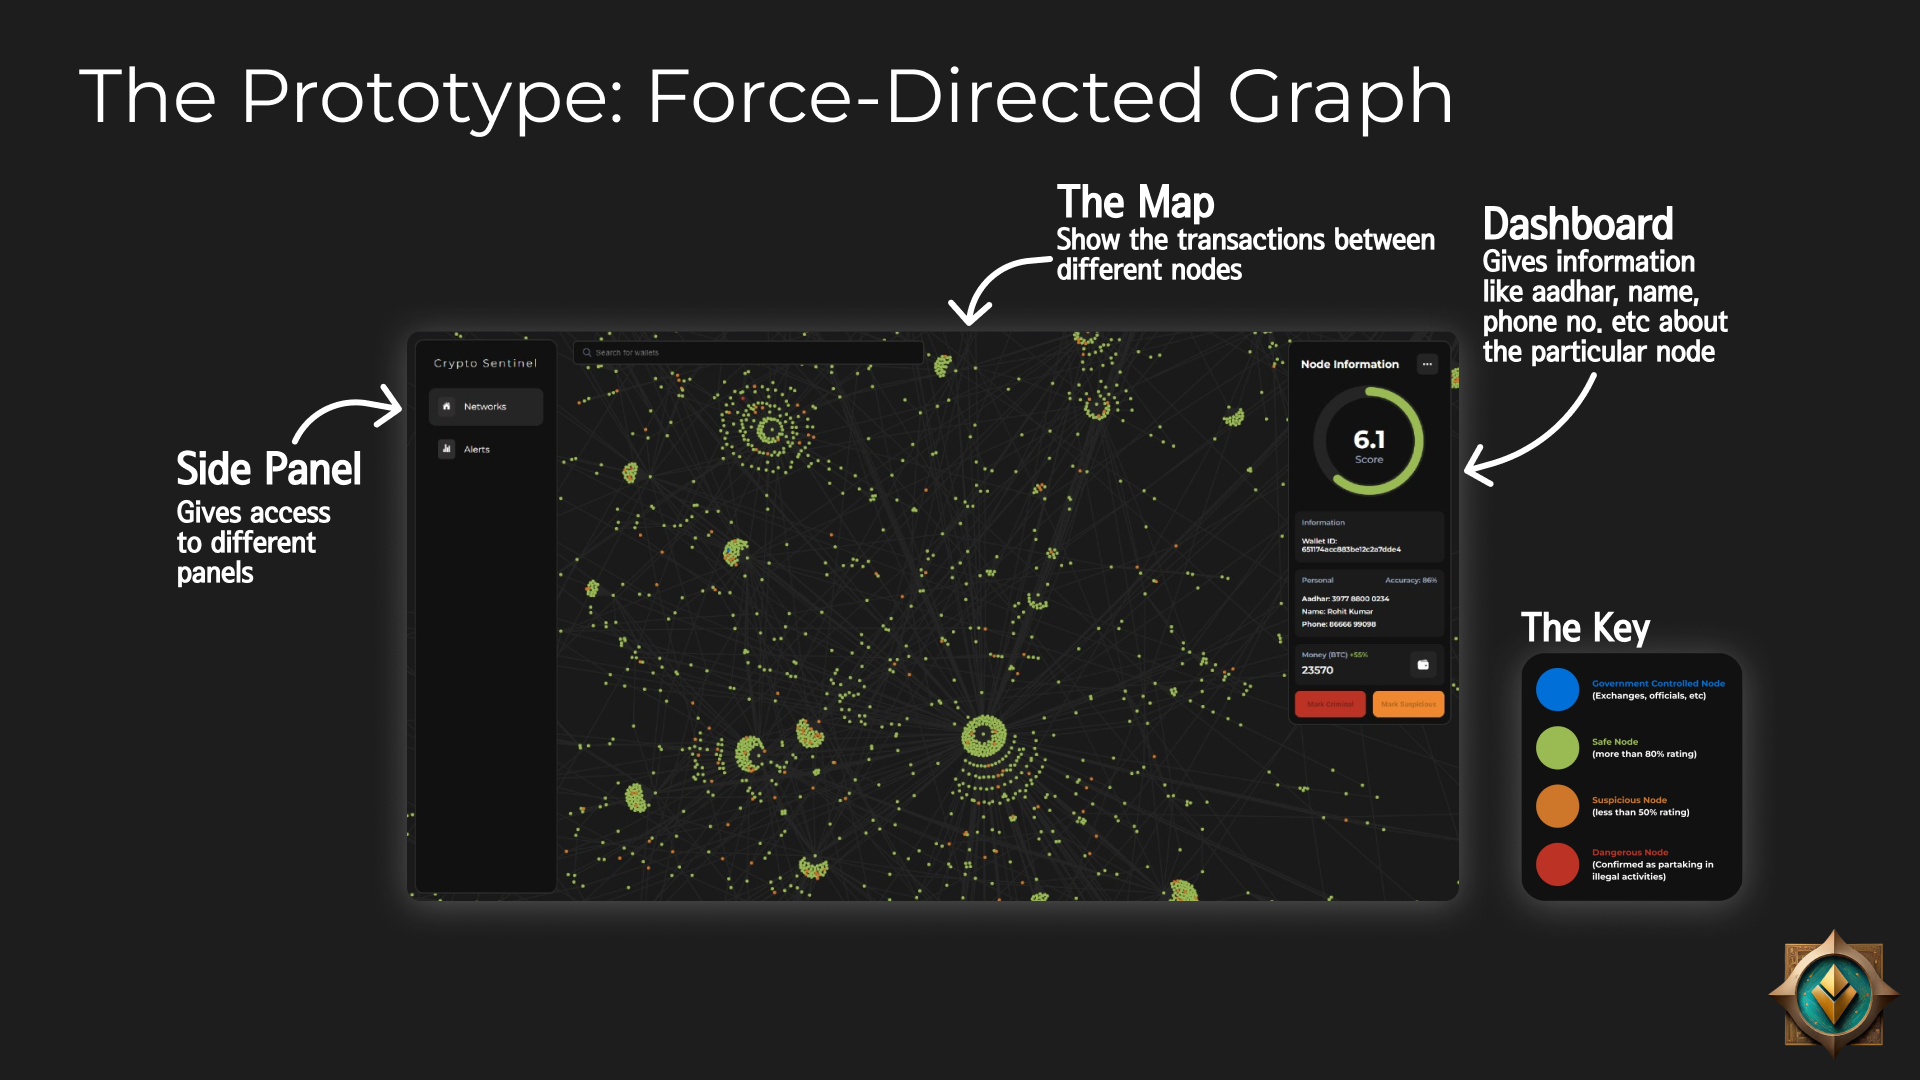 The Prototype: Force-Directed Graph
The Map
Show the transactions between
different nodes
Dashboard
Gives information
like aadhar, name,
phone no. etc about
the particular node
Side Panel
Gives access
to different
panels
Crypto Sentinel
Networks
Alerts
Search for wallets
Node Information
6.1
Score
Information
Wallet ID:
651174acc883be12c2a7dde4
Personal Accuracy: 86%
Aadhar: 3977 8800 0234
Name: Rohit Kumar
Phone: 86666 99098
Money (BTC) +55%
23570
Mark Criminal Mark Suspicious
The Key
Government Controlled Node
(Exchanges, officials, etc)
Safe Node
(more than 80% rating)
Suspicious Node
(less than 50% rating)
Dangerous Node
(Confirmed as partaking in
illegal activities)